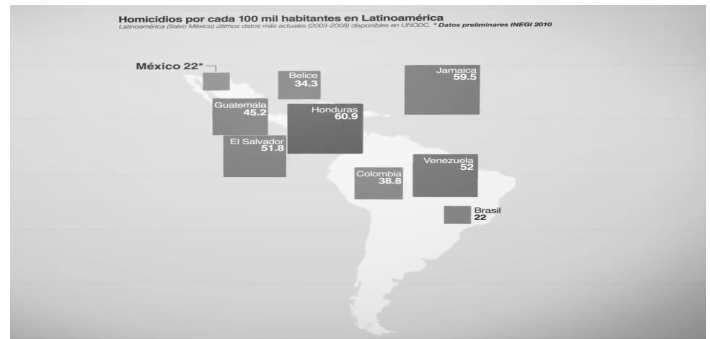 Homicidios por cada 100 mil habitantes en Latinoamérica
Latinoamérica (Salvo México) últimos datos más actuales (2003-2008) disponibles en UNODC. * Datos preliminares INEGI 2010
México 22*
Belice
34.3
Jamaica
59.5
Guatemala
45.2
Honduras
60.9
El Salvador
51.8
Colombia
38.8
Venezuela
52
Brasil
22